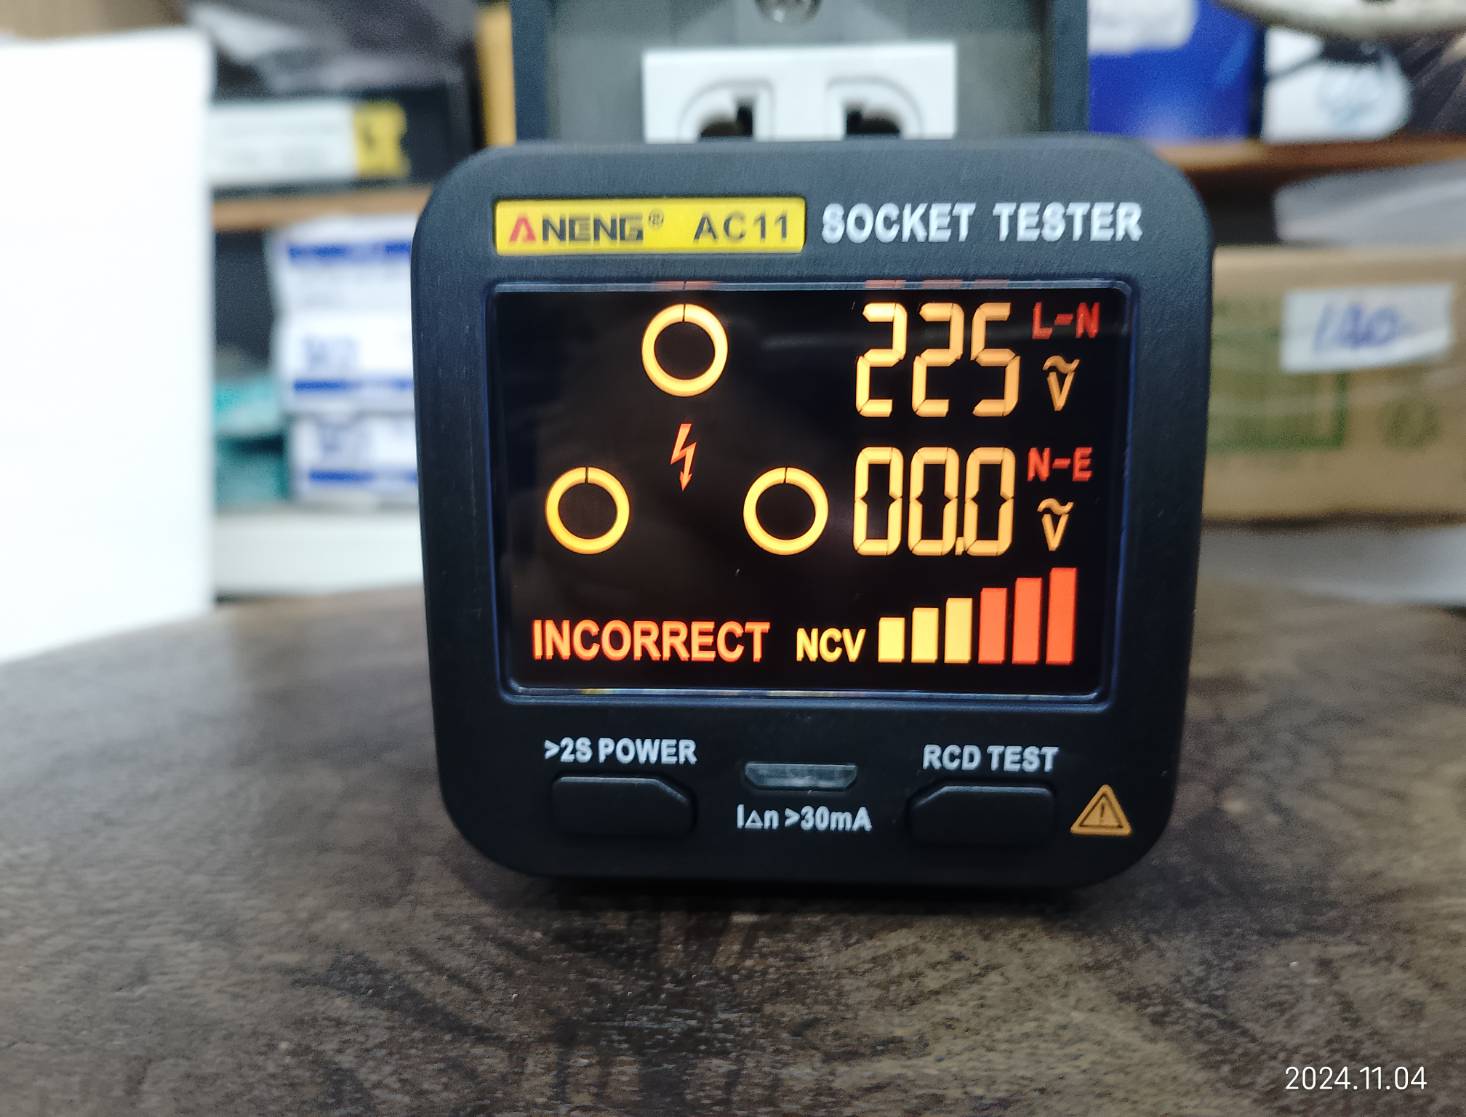 ANENG® AC11 SOCKET TESTER
225 L-N
Ṽ
00.0 N-E
Ṽ
INCORRECT NCV
>2S POWER
RCD TEST
I△n >30mA
2024.11.04